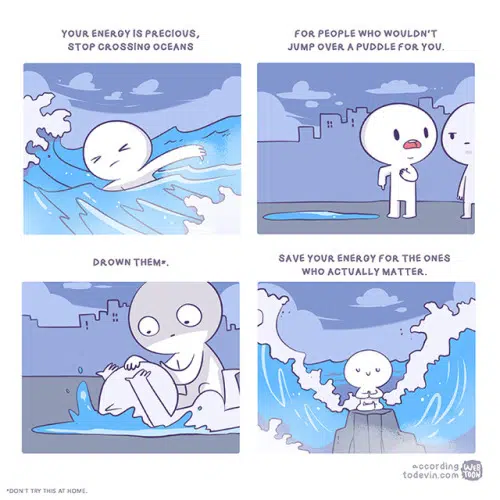 YOUR ENERGY IS PRECIOUS,
STOP CROSSING OCEANS
FOR PEOPLE WHO WOULDN'T
JUMP OVER A PUDDLE FOR YOU.
DROWN THEM*.
SAVE YOUR ENERGY FOR THE ONES
WHO ACTUALLY MATTER.
according
todevin.com
WEB
TOON
*DON'T TRY THIS AT HOME.